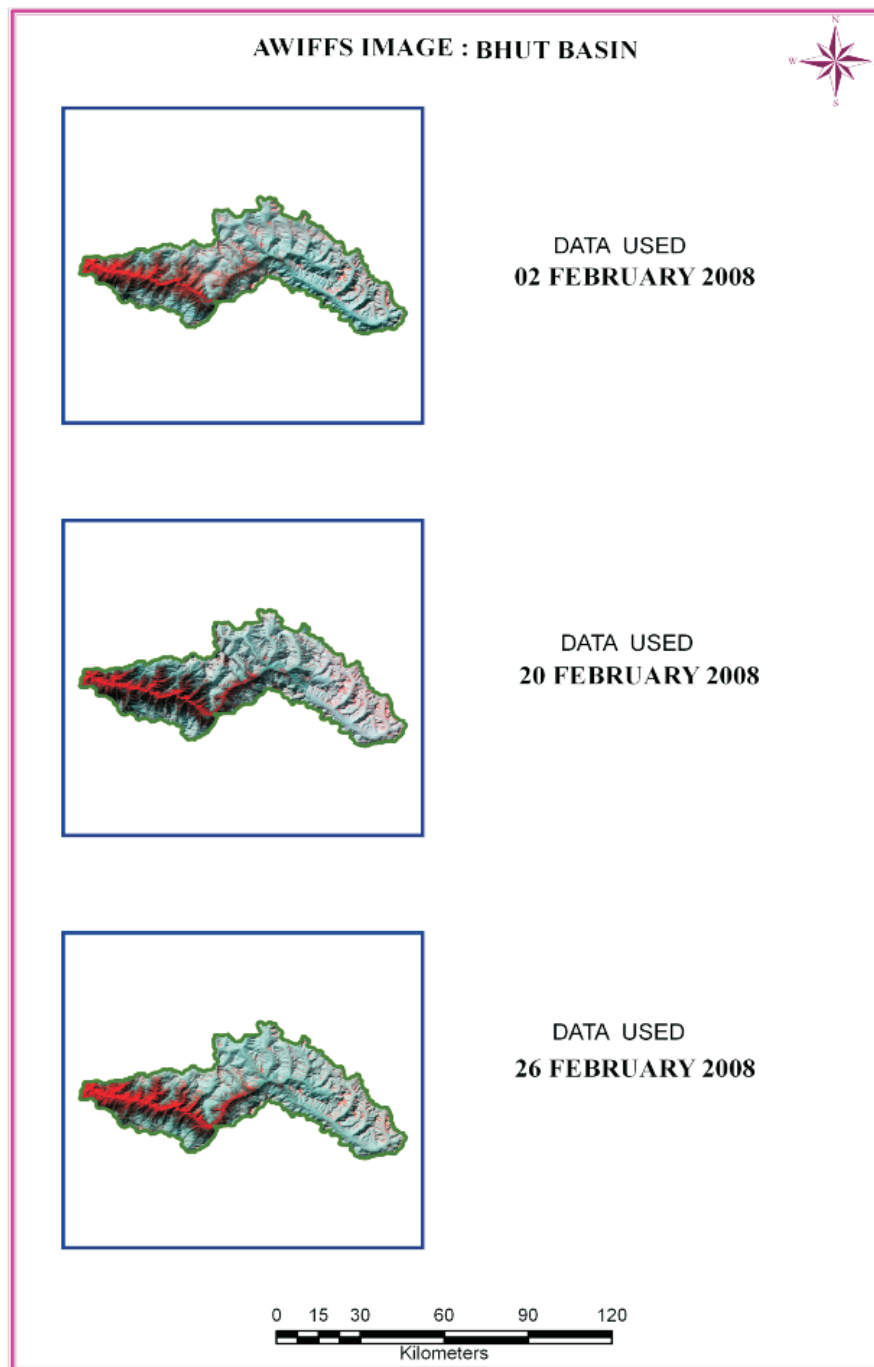 AWIFFS IMAGE : BHUT BASIN
N
W
S
DATA USED
02 FEBRUARY 2008
DATA USED
20 FEBRUARY 2008
DATA USED
26 FEBRUARY 2008
0 15 30 60 90 120
Kilometers